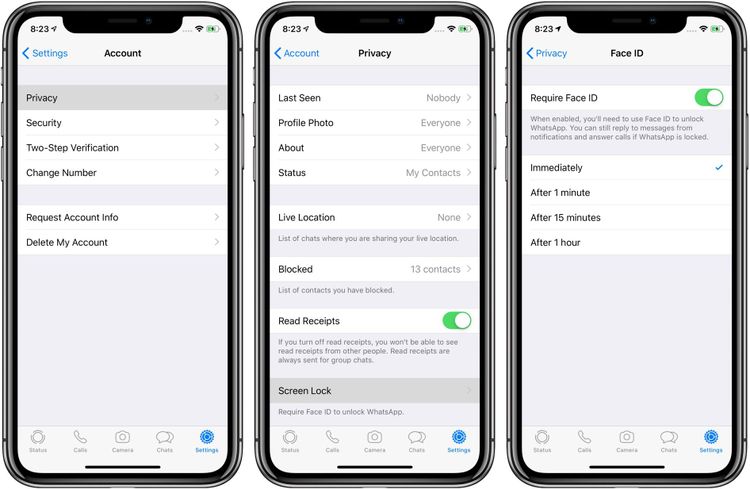 8:23
Settings
Account
Privacy
Security
Two-Step Verification
Change Number
Request Account Info
Delete My Account
Status
Calls
Camera
Chats
Settings
8:23
Account
Privacy
Last Seen Nobody
Profile Photo Everyone
About Everyone
Status My Contacts
Live Location None
List of chats where you are sharing your live location.
Blocked 13 contacts
List of contacts you have blocked.
Read Receipts
If you turn off read receipts, you won't be able to see
read receipts from other people. Read receipts are
always sent for group chats.
Screen Lock
Require Face ID to unlock WhatsApp.
Status
Calls
Camera
Chats
Settings
8:23
Privacy
Face ID
Require Face ID
When enabled, you'll need to use Face ID to unlock
WhatsApp. You can still reply to messages from
notifications and answer calls if WhatsApp is locked.
Immediately
After 1 minute
After 15 minutes
After 1 hour
Status
Calls
Camera
Chats
Settings